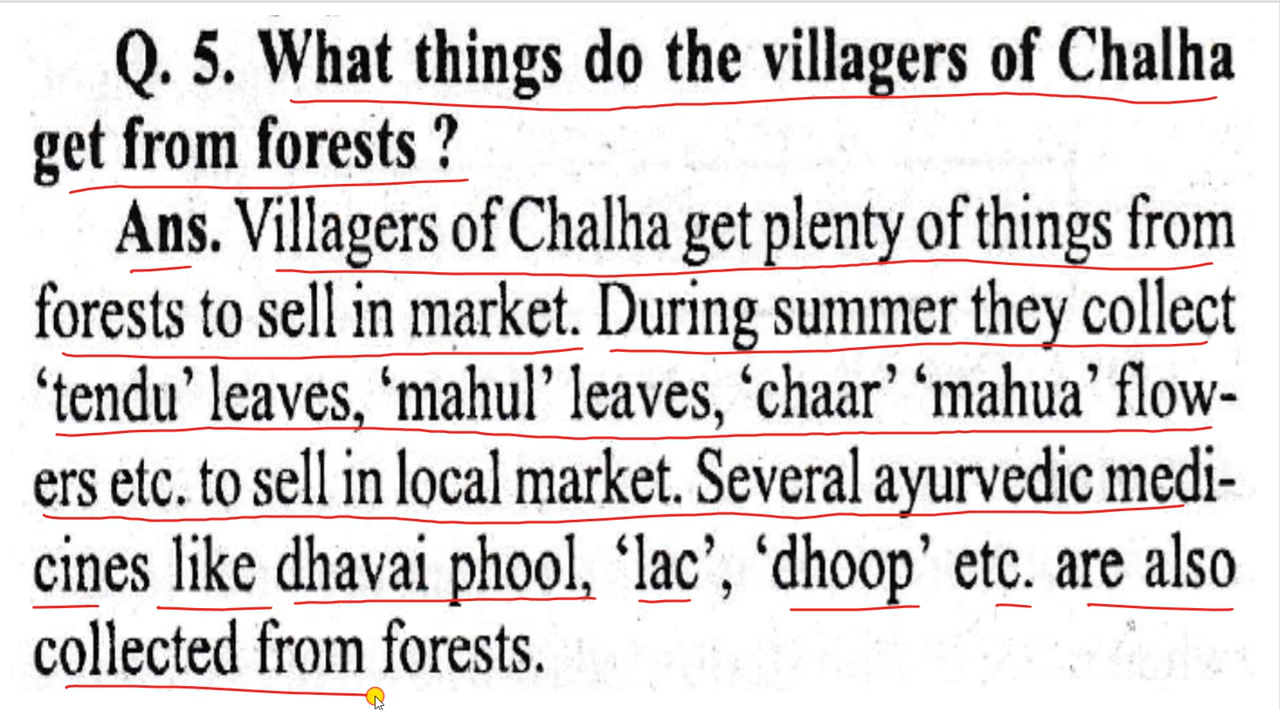 Q. 5. What things do the villagers of Chalha
get from forests ?
Ans. Villagers of Chalha get plenty of things from
forests to sell in market. During summer they collect
‘tendu’ leaves, ‘mahul’ leaves, ‘chaar’ ‘mahua’ flow-
ers etc. to sell in local market. Several ayurvedic medi-
cines like dhavai phool, ‘lac’, ‘dhoop’ etc. are also
collected from forests.